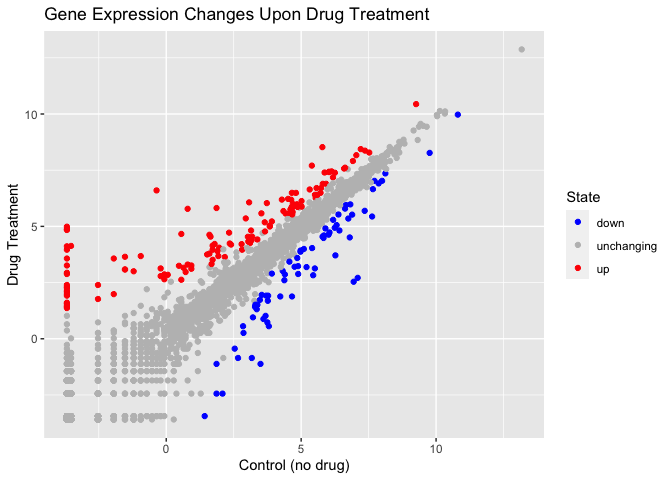 Gene Expression Changes Upon Drug Treatment
10
5
0
Drug Treatment
0 5 10
Control (no drug)
State
down
unchanging
up